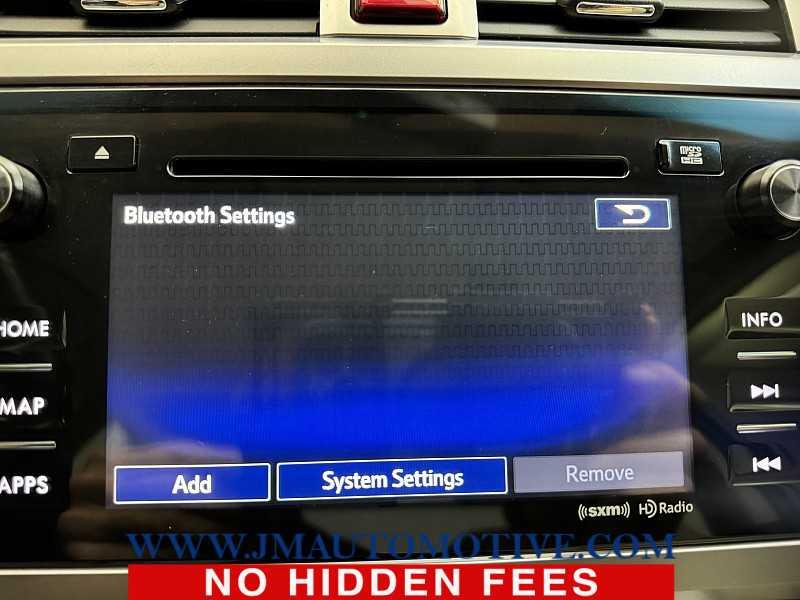 micro
SD
HC
Bluetooth Settings
HOME
INFO
MAP
APPS
Add
System Settings
Remove
((sxm))
HD Radio
WWW.JMAUTOMOTIVE.COM
NO HIDDEN FEES